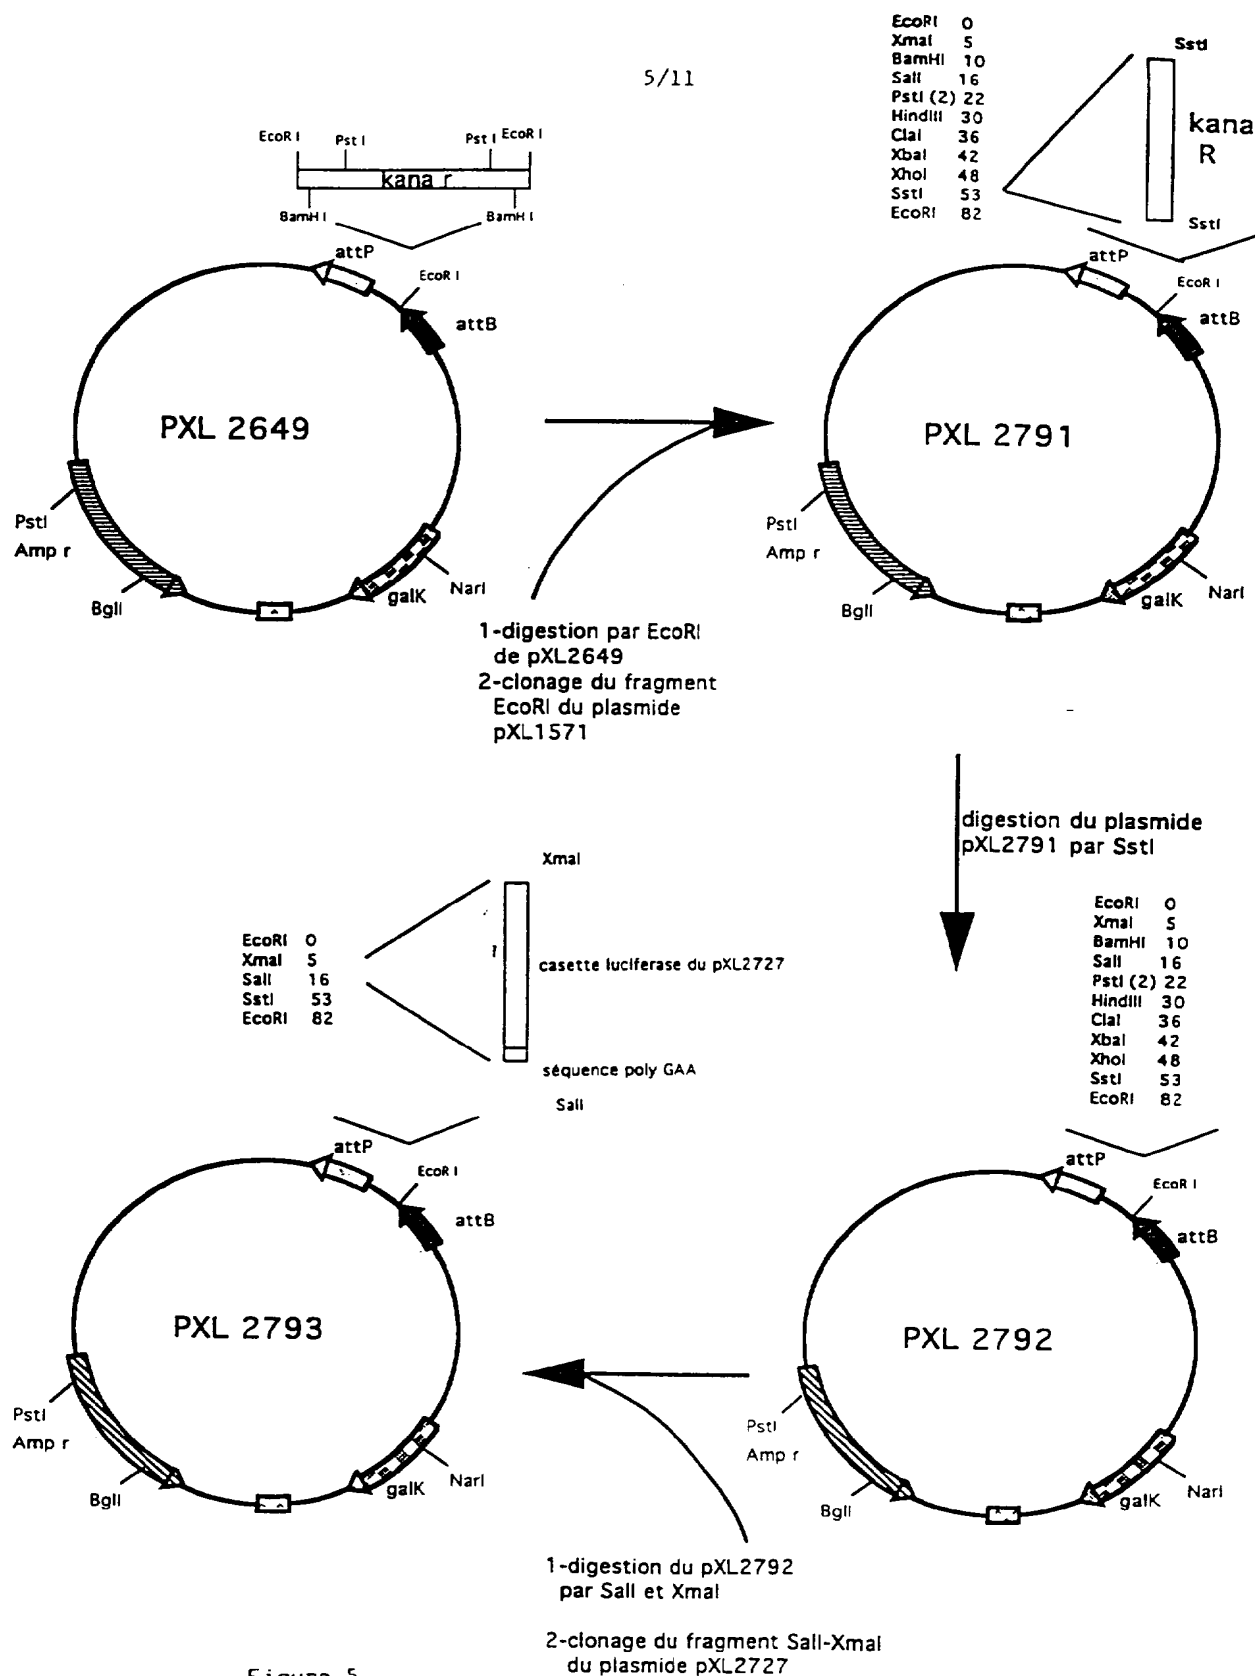 5/11
EcoRI 0
XmaI 5
BamHI 10
SalI 16
PstI (2) 22
HindIII 30
ClaI 36
XbaI 42
XhoI 48
SstI 53
EcoRI 82
SstI
kana
R
SstI
EcoR I
Pst I
Pst I
EcoR I
kana r
BamH I
BamH I
attP
EcoR I
attB
PXL 2649
PstI
Amp r
BglI
galK
NarI
attP
EcoR I
attB
PXL 2791
PstI
Amp r
BglI
galK
NarI
1-digestion par EcoRI
de pXL2649
2-clonage du fragment
EcoRI du plasmide
pXL1571
digestion du plasmide
pXL2791 par SstI
EcoRI 0
XmaI 5
BamHI 10
SalI 16
PstI (2) 22
HindIII 30
ClaI 36
XbaI 42
XhoI 48
SstI 53
EcoRI 82
XmaI
EcoRI 0
XmaI 5
SalI 16
SstI 53
EcoRI 82
casette luciferase du pXL2727
séquence poly GAA
SalI
attP
EcoR I
attB
PXL 2793
PstI
Amp r
BglI
galK
NarI
attP
EcoR I
attB
PXL 2792
PstI
Amp r
BglI
galK
NarI
1-digestion du pXL2792
par SalI et XmaI
2-clonage du fragment SalI-XmaI
du plasmide pXL2727
Figure 5